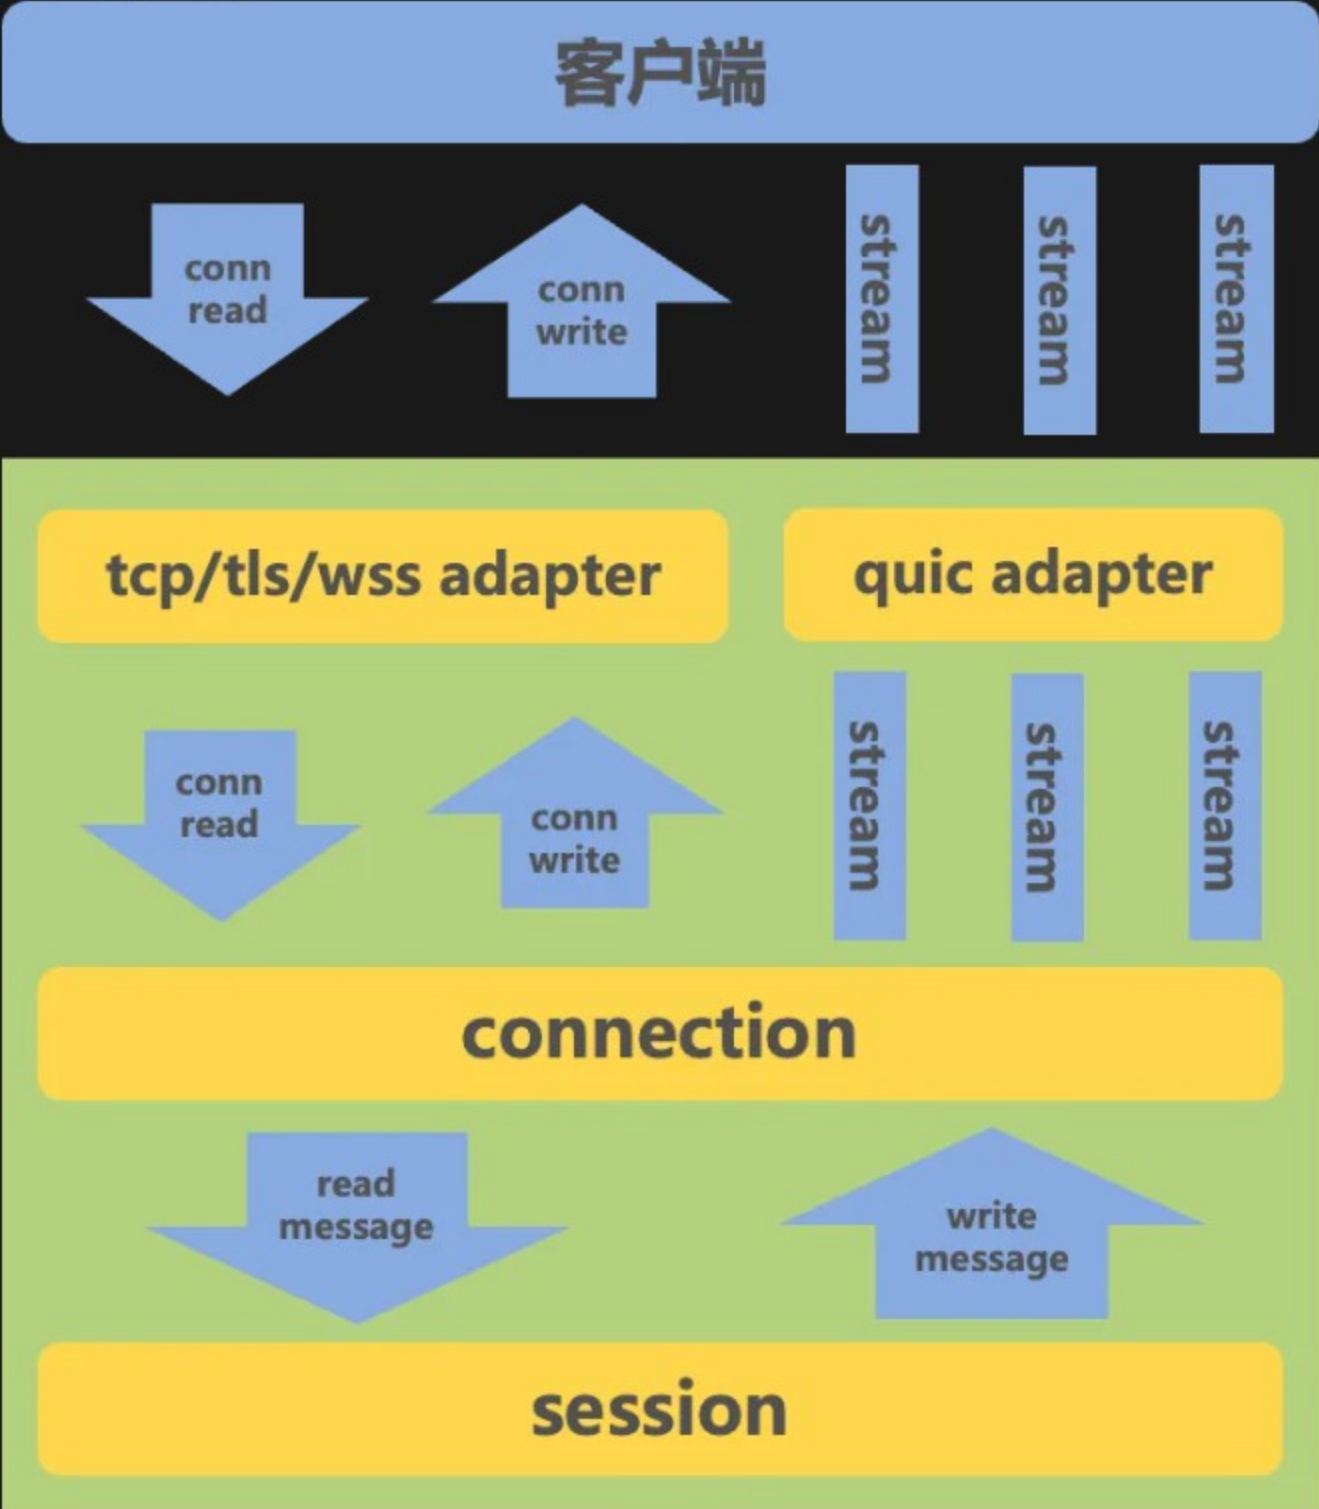 客户端
conn
read
conn
write
stream
stream
stream
tcp/tls/wss adapter
quic adapter
conn
read
conn
write
stream
stream
stream
connection
read
message
write
message
session